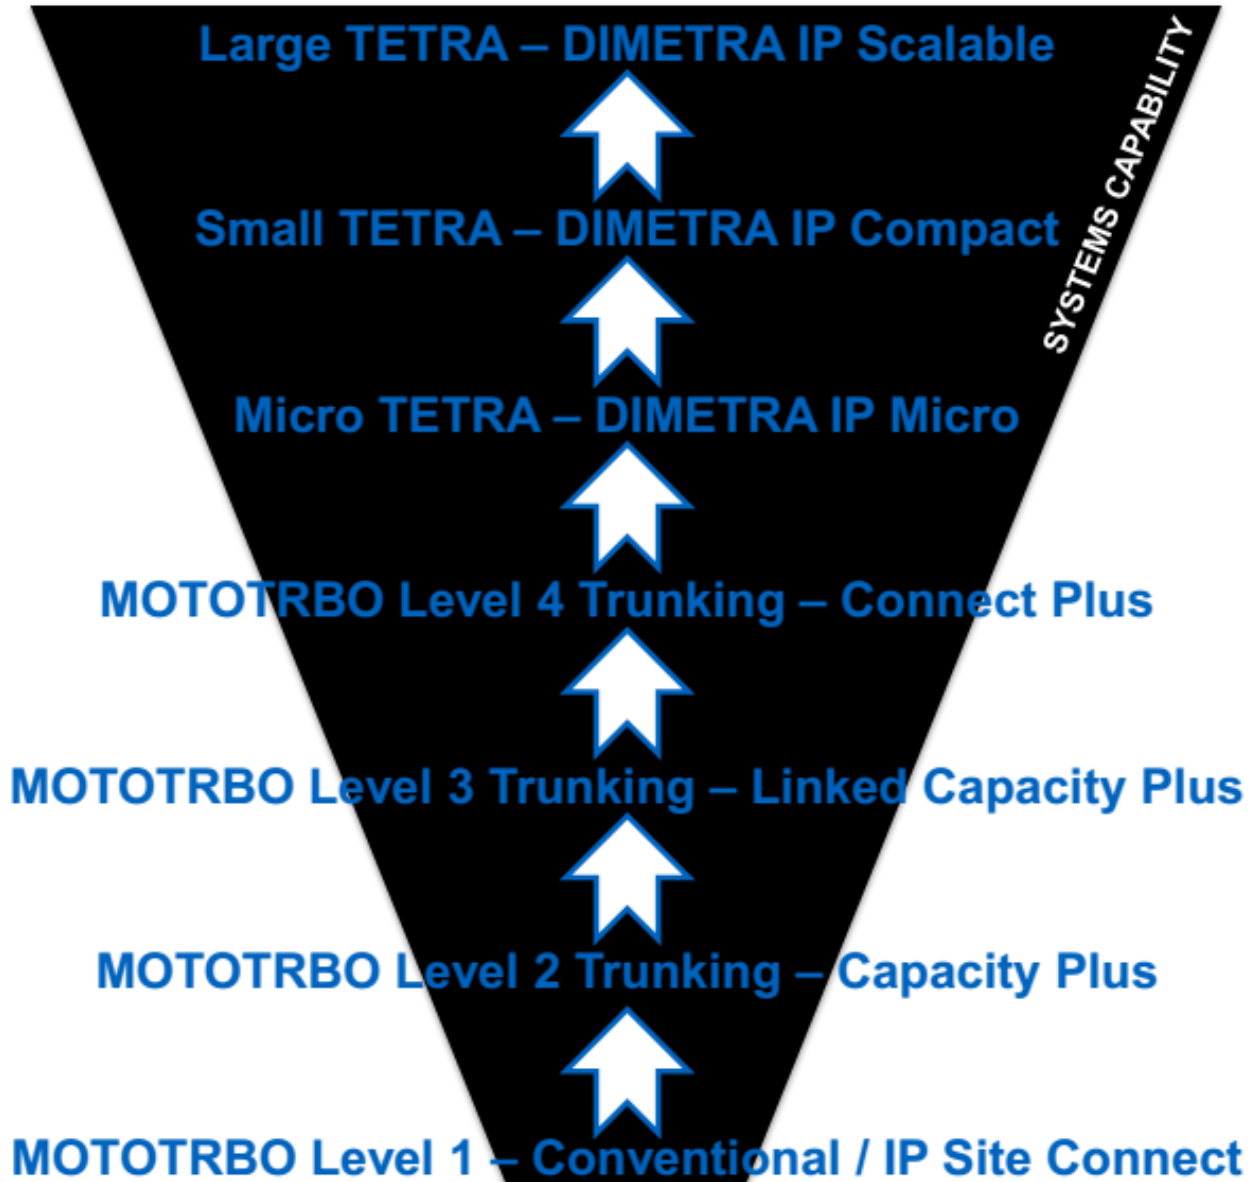 Large TETRA – DIMETRA IP Scalable
SYSTEMS CAPABILITY
Small TETRA – DIMETRA IP Compact
Micro TETRA – DIMETRA IP Micro
MOTOTRBO Level 4 Trunking – Connect Plus
MOTOTRBO Level 3 Trunking – Linked Capacity Plus
MOTOTRBO Level 2 Trunking – Capacity Plus
MOTOTRBO Level 1 – Conventional / IP Site Connect